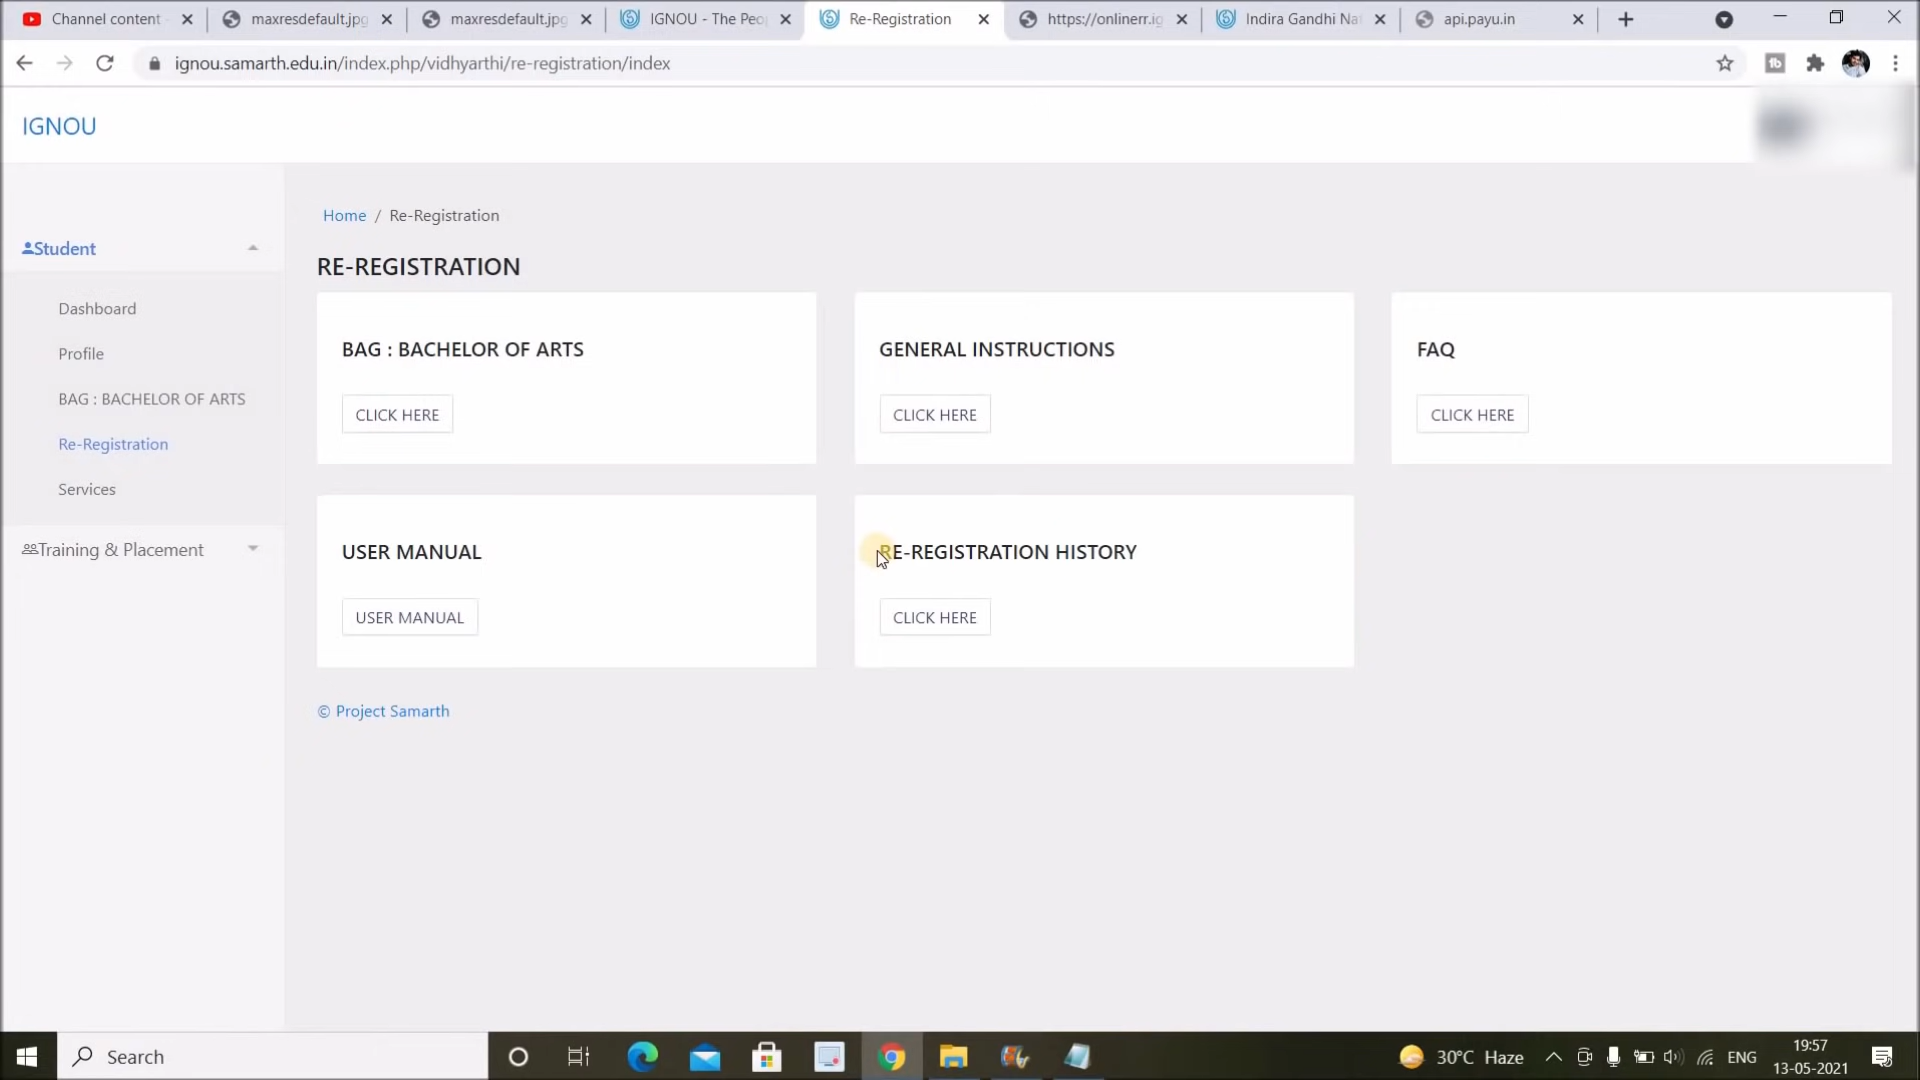 Channel content
maxresdefault.jpg
maxresdefault.jpg
IGNOU - The Peo
Re-Registration
https://onlinerr.ig
Indira Gandhi Na
api.payu.in
ignou.samarth.edu.in/index.php/vidhyarthi/re-registration/index
IGNOU
Student
Dashboard
Profile
BAG : BACHELOR OF ARTS
Re-Registration
Services
Training & Placement
Home / Re-Registration
RE-REGISTRATION
BAG : BACHELOR OF ARTS
CLICK HERE
GENERAL INSTRUCTIONS
CLICK HERE
FAQ
CLICK HERE
USER MANUAL
USER MANUAL
RE-REGISTRATION HISTORY
CLICK HERE
© Project Samarth
Search
30°C Haze
ENG
19:57
13-05-2021